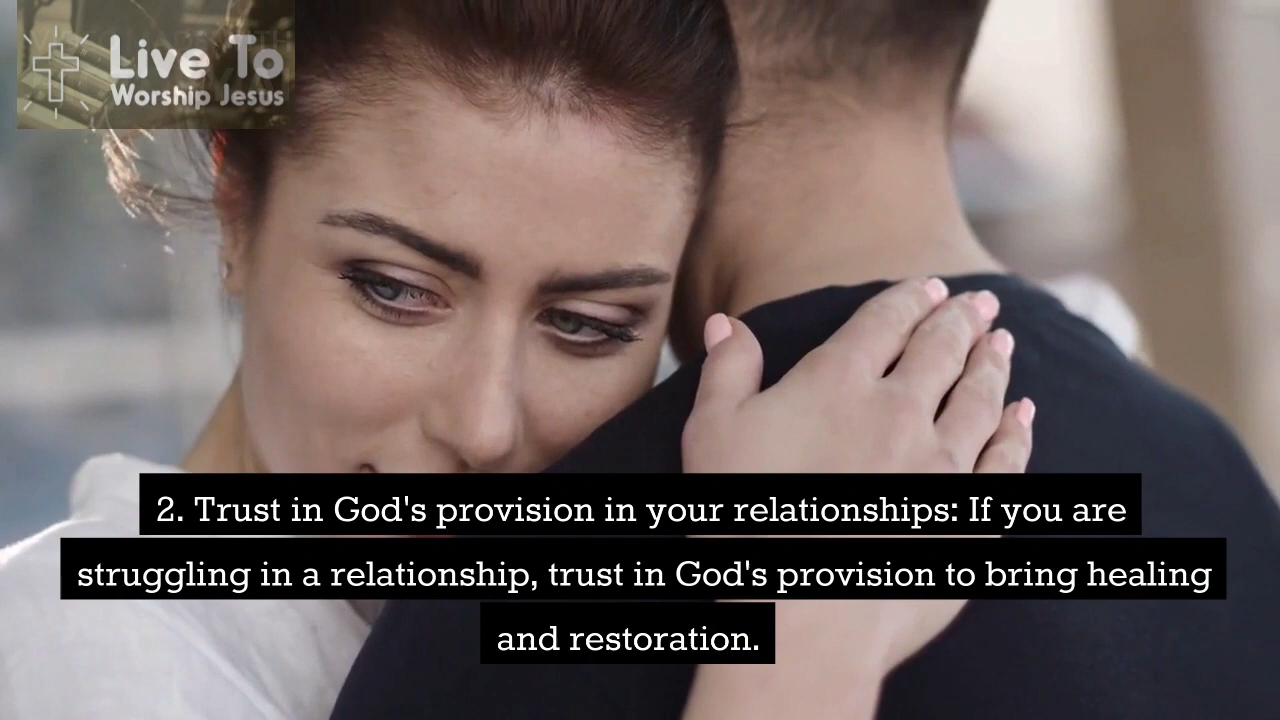 Live To
Worship Jesus
2. Trust in God's provision in your relationships: If you are
struggling in a relationship, trust in God's provision to bring healing
and restoration.